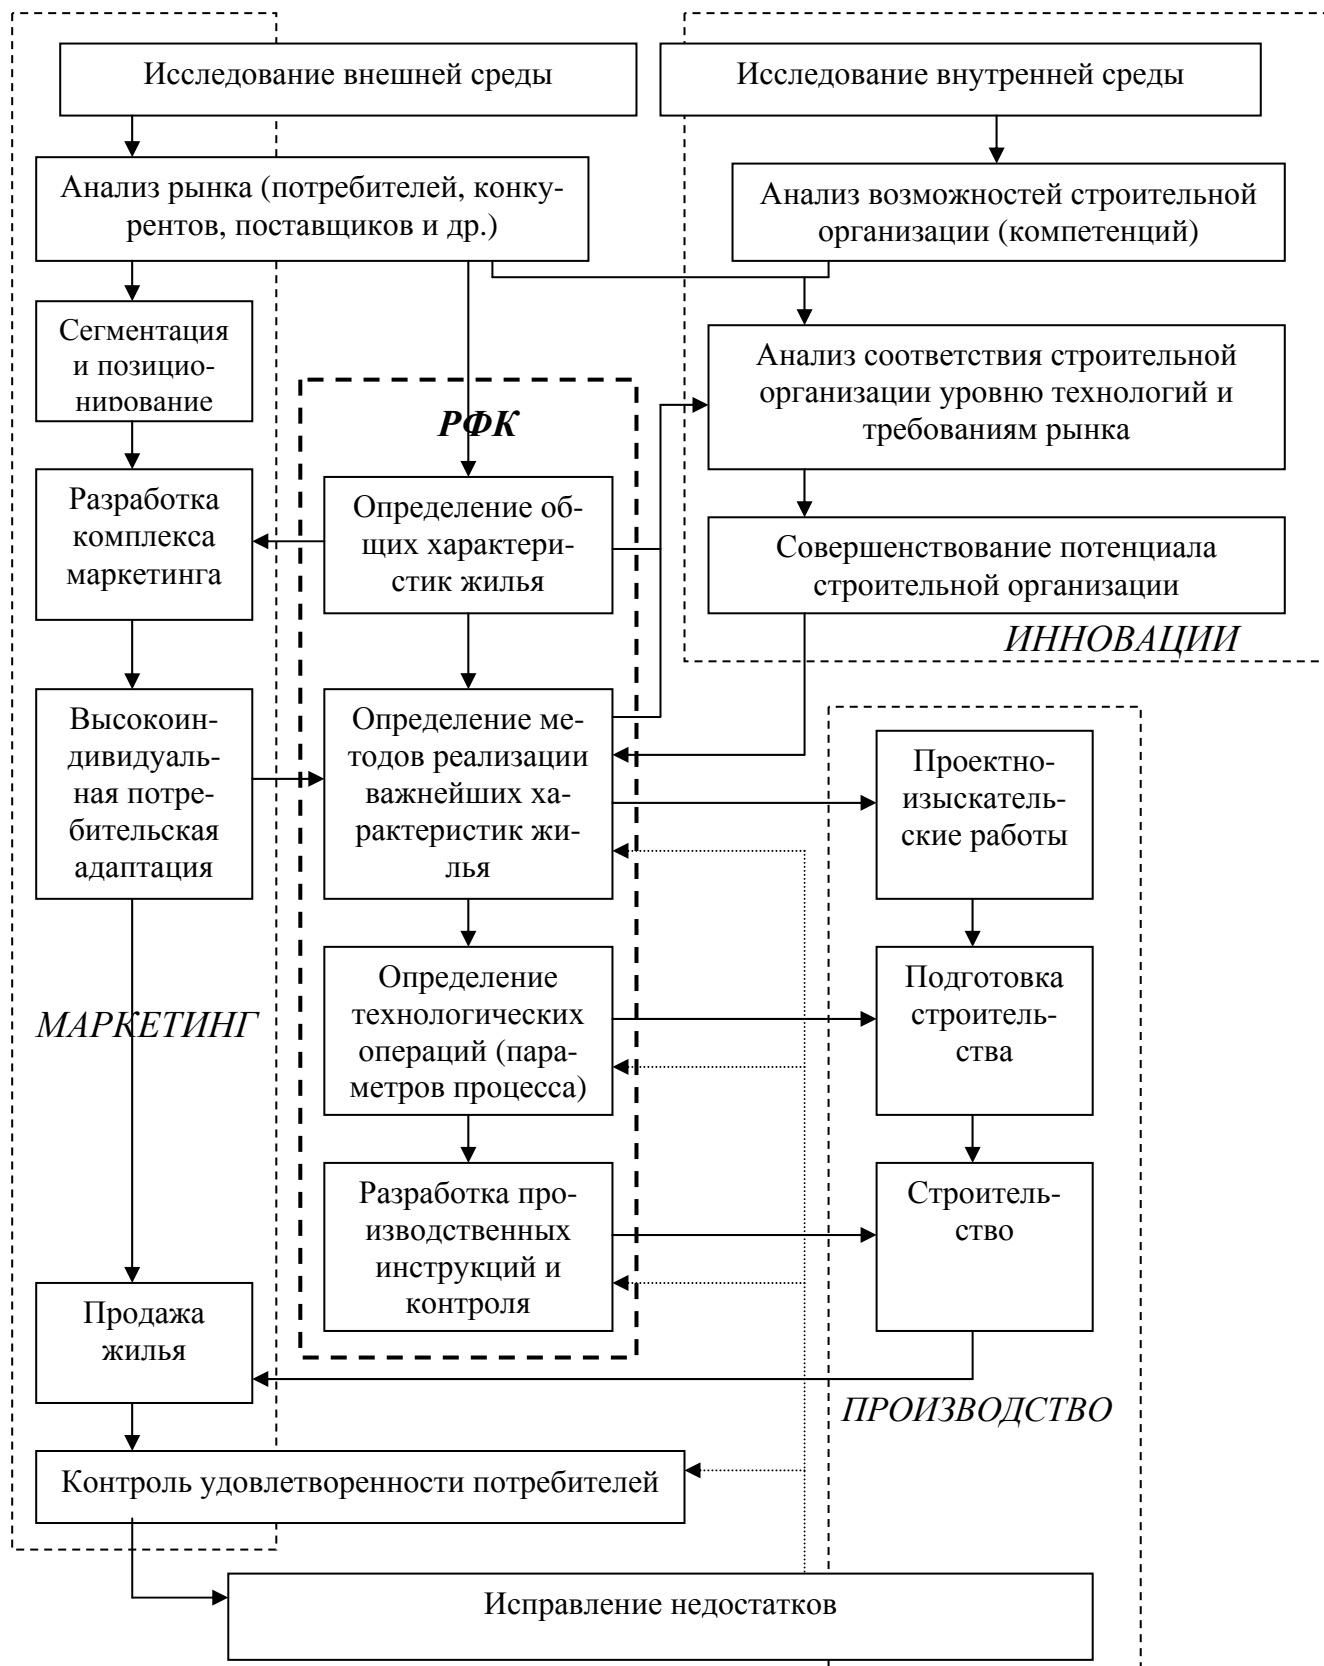 Исследование внешней среды
Исследование внутренней среды
Анализ рынка (потребителей, конку-
рентов, поставщиков и др.)
Анализ возможностей строительной
организации (компетенций)
Сегментация
и позицио-
нирование
Анализ соответствия строительной
организации уровню технологий и
требованиям рынка
РФК
Разработка
комплекса
маркетинга
Определение об-
щих характери-
стик жилья
Совершенствование потенциала
строительной организации
ИННОВАЦИИ
Высокоин-
дивидуаль-
ная потре-
бительская
адаптация
Определение ме-
тодов реализации
важнейших ха-
рактеристик жи-
лья
Проектно-
изыскатель-
ские работы
МАРКЕТИНГ
Определение
технологических
операций (пара-
метров процесса)
Подготовка
строитель-
ства
Разработка про-
изводственных
инструкций и
контроля
Строитель-
ство
Продажа
жилья
ПРОИЗВОДСТВО
Контроль удовлетворенности потребителей
Исправление недостатков